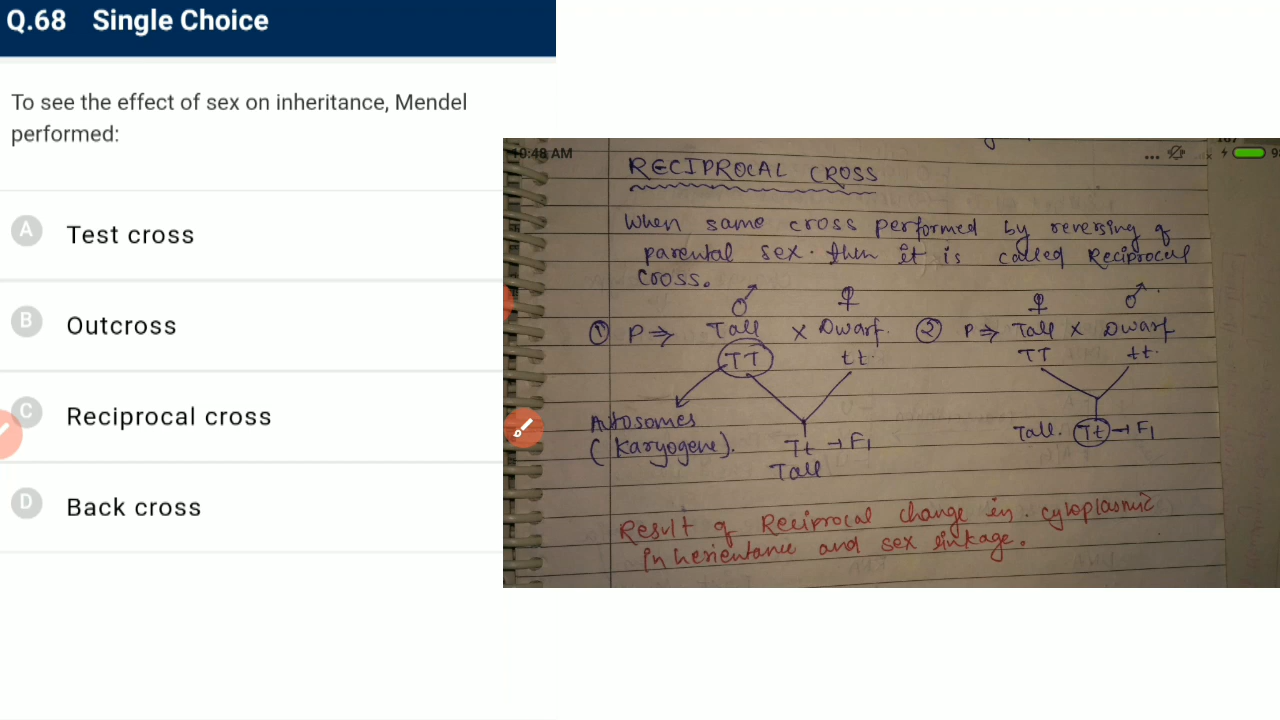 Q.68 Single Choice
To see the effect of sex on inheritance, Mendel
performed:
A Test cross
B Outcross
C Reciprocal cross
D Back cross
10:48 AM
RECIPROCAL CROSS
When same cross performed by reversing of
parental sex. then it is called Reciprocal
Cross.
♂ ♀ ♀ ♂
① P⇒ Tall × Dwarf. ② P⇒ Tall × Dwarf
TT tt. TT tt.
Autosomes
(Karyogene).
Tt → F1
Tall
Tall. Tt → F1
Result of Reciprocal change in. cytoplasmic
and sex linkage.